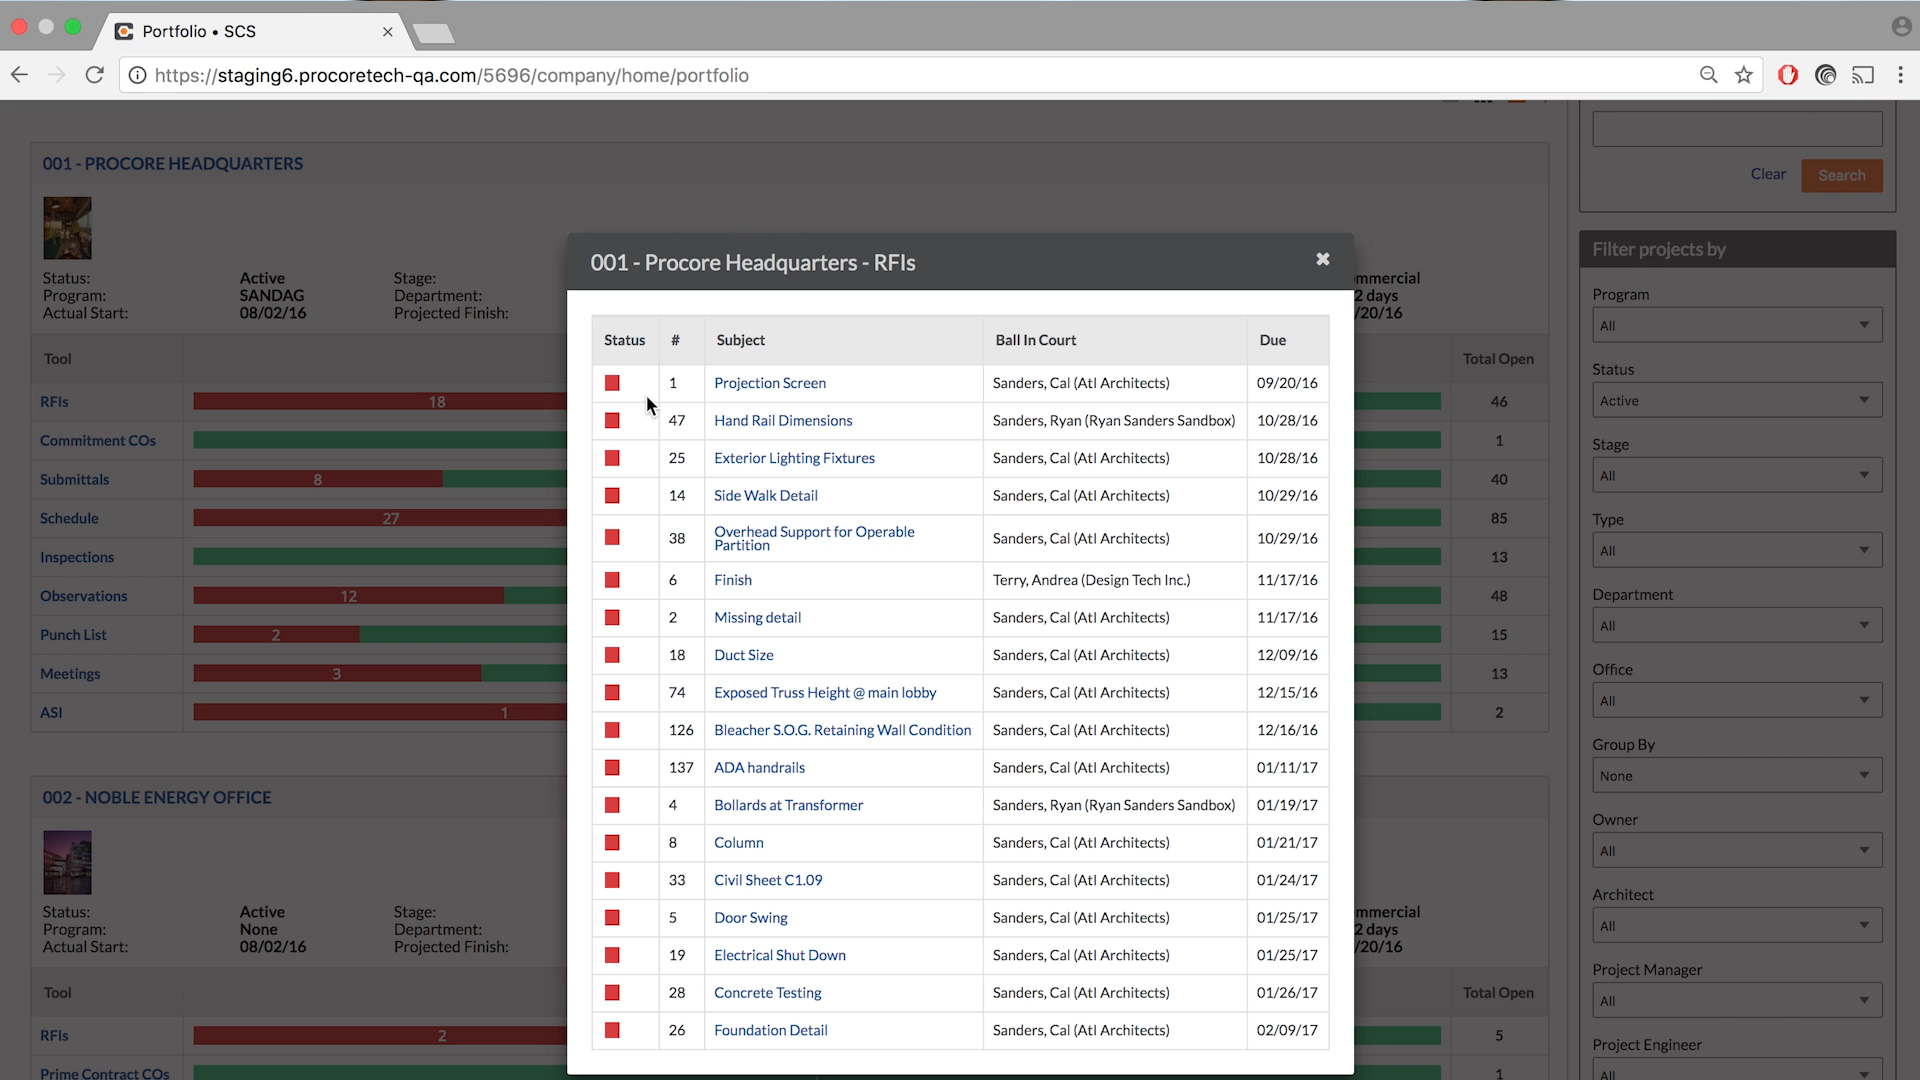 Portfolio • SCS
https://staging6.procoretech-qa.com/5696/company/home/portfolio
001 - PROCORE HEADQUARTERS
Status: Active Stage:
Program: SANDAG Department:
Actual Start: 08/02/16 Projected Finish:
mmercial
2 days
/20/16
Tool Total Open
RFIs 18 46
Commitment COs 1
Submittals 8 40
Schedule 27 85
Inspections 13
Observations 12 48
Punch List 2 15
Meetings 3 13
ASI 1 2
002 - NOBLE ENERGY OFFICE
Status: Active Stage:
Program: None Department:
Actual Start: 08/02/16 Projected Finish:
mmercial
2 days
/20/16
Tool Total Open
RFIs 2 5
Prime Contract COs 1
001 - Procore Headquarters - RFIs
Status # Subject Ball In Court Due
1 Projection Screen Sanders, Cal (Atl Architects) 09/20/16
47 Hand Rail Dimensions Sanders, Ryan (Ryan Sanders Sandbox) 10/28/16
25 Exterior Lighting Fixtures Sanders, Cal (Atl Architects) 10/28/16
14 Side Walk Detail Sanders, Cal (Atl Architects) 10/29/16
38 Overhead Support for Operable
Partition Sanders, Cal (Atl Architects) 10/29/16
6 Finish Terry, Andrea (Design Tech Inc.) 11/17/16
2 Missing detail Sanders, Cal (Atl Architects) 11/17/16
18 Duct Size Sanders, Cal (Atl Architects) 12/09/16
74 Exposed Truss Height @ main lobby Sanders, Cal (Atl Architects) 12/15/16
126 Bleacher S.O.G. Retaining Wall Condition Sanders, Cal (Atl Architects) 12/16/16
137 ADA handrails Sanders, Cal (Atl Architects) 01/11/17
4 Bollards at Transformer Sanders, Ryan (Ryan Sanders Sandbox) 01/19/17
8 Column Sanders, Cal (Atl Architects) 01/21/17
33 Civil Sheet C1.09 Sanders, Cal (Atl Architects) 01/24/17
5 Door Swing Sanders, Cal (Atl Architects) 01/25/17
19 Electrical Shut Down Sanders, Cal (Atl Architects) 01/25/17
28 Concrete Testing Sanders, Cal (Atl Architects) 01/26/17
26 Foundation Detail Sanders, Cal (Atl Architects) 02/09/17
Clear Search
Filter projects by
Program
All
Status
Active
Stage
All
Type
All
Department
All
Office
All
Group By
None
Owner
All
Architect
All
Project Manager
All
Project Engineer
All